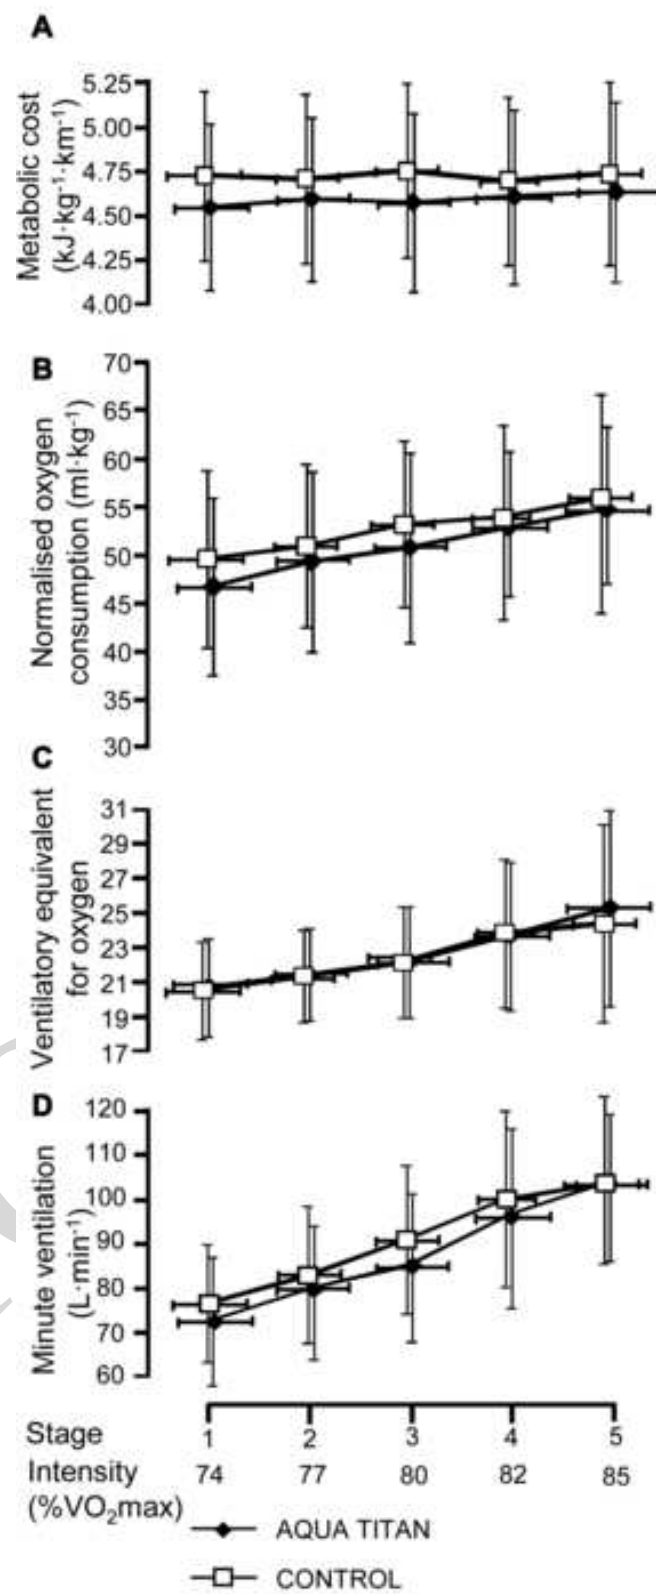 A
Metabolic cost
(kJ·kg⁻¹·km⁻¹)
5.25
5.00
4.75
4.50
4.25
4.00
B
Normalised oxygen
consumption (ml·kg⁻¹)
70
65
60
55
50
45
40
35
30
C
Ventilatory equivalent
for oxygen
31
29
27
25
23
21
19
17
D
Minute ventilation
(L·min⁻¹)
120
110
100
90
80
70
60
Stage 1 2 3 4 5
Intensity 74 77 80 82 85
(%VO₂max)
AQUA TITAN
CONTROL